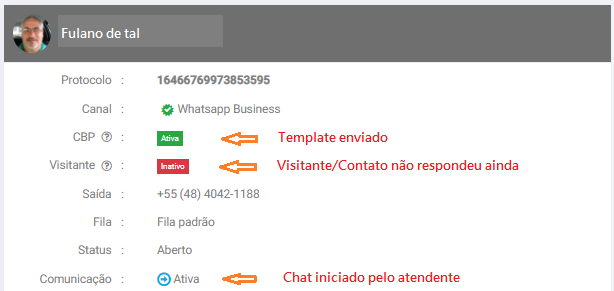 Fulano de tal
Protocolo : 16466769973853595
Canal : Whatsapp Business
CBP ? : Ativa Template enviado
Visitante ? : Inativo Visitante/Contato não respondeu ainda
Saída : +55 (48) 4042-1188
Fila : Fila padrão
Status : Aberto
Comunicação : Ativa Chat iniciado pelo atendente